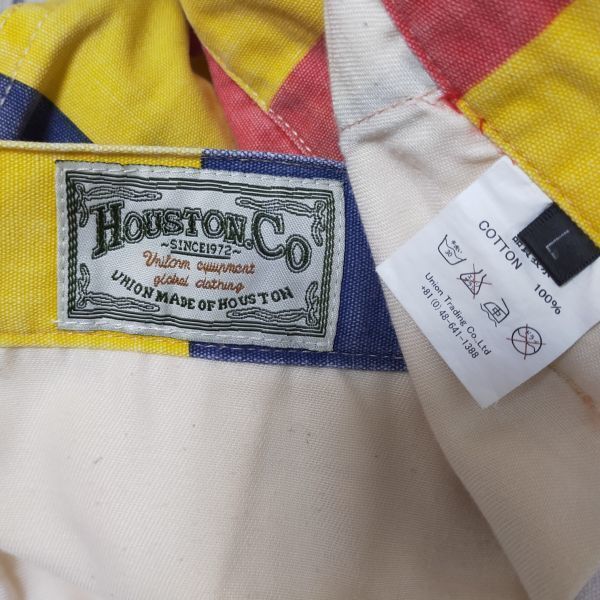 HOUSTON.CO
~SINCE1972~
Uniform equipment
global clothing
UNION MADE OF HOUSTON
L
COTTON 100%
Union Trading Co.Ltd
+81(0)48-641-1388